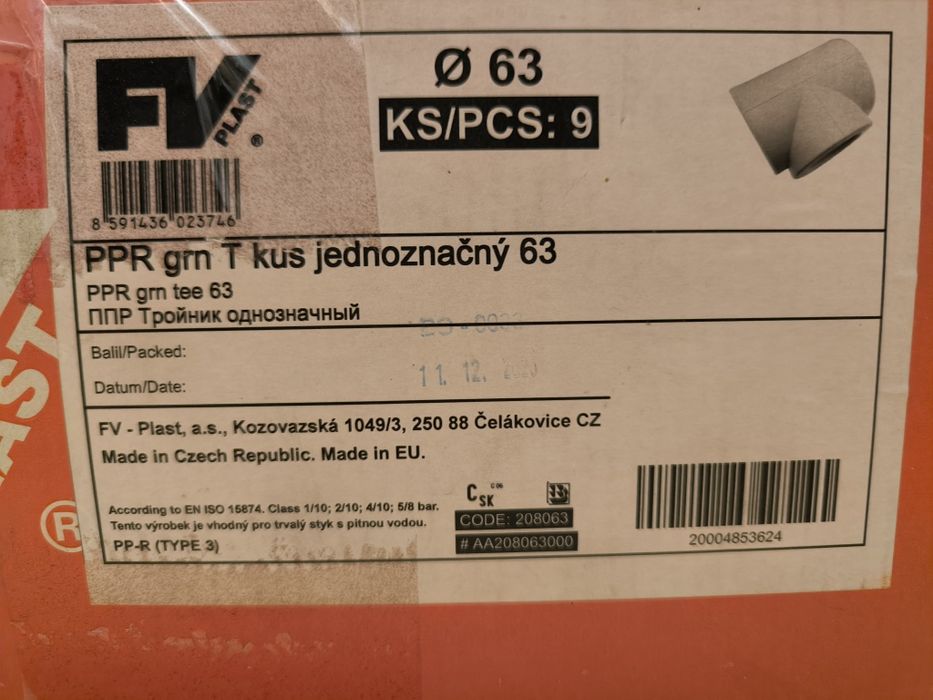 FV
PLAST®
Ø 63
KS/PCS: 9
8 591436 023746
PPR grn T kus jednoznačný 63
PPR grn tee 63
ППР Тройник однозначный
Balil/Packed:
Datum/Date: 11. 12. 2020
FV - Plast, a.s., Kozovazská 1049/3, 250 88 Čelákovice CZ
Made in Czech Republic. Made in EU.
According to EN ISO 15874. Class 1/10; 2/10; 4/10; 5/8 bar.
Tento výrobek je vhodný pro trvalý styk s pitnou vodou.
PP-R (TYPE 3)
CSK
CODE: 208063
# AA208063000
20004853624
AST
®